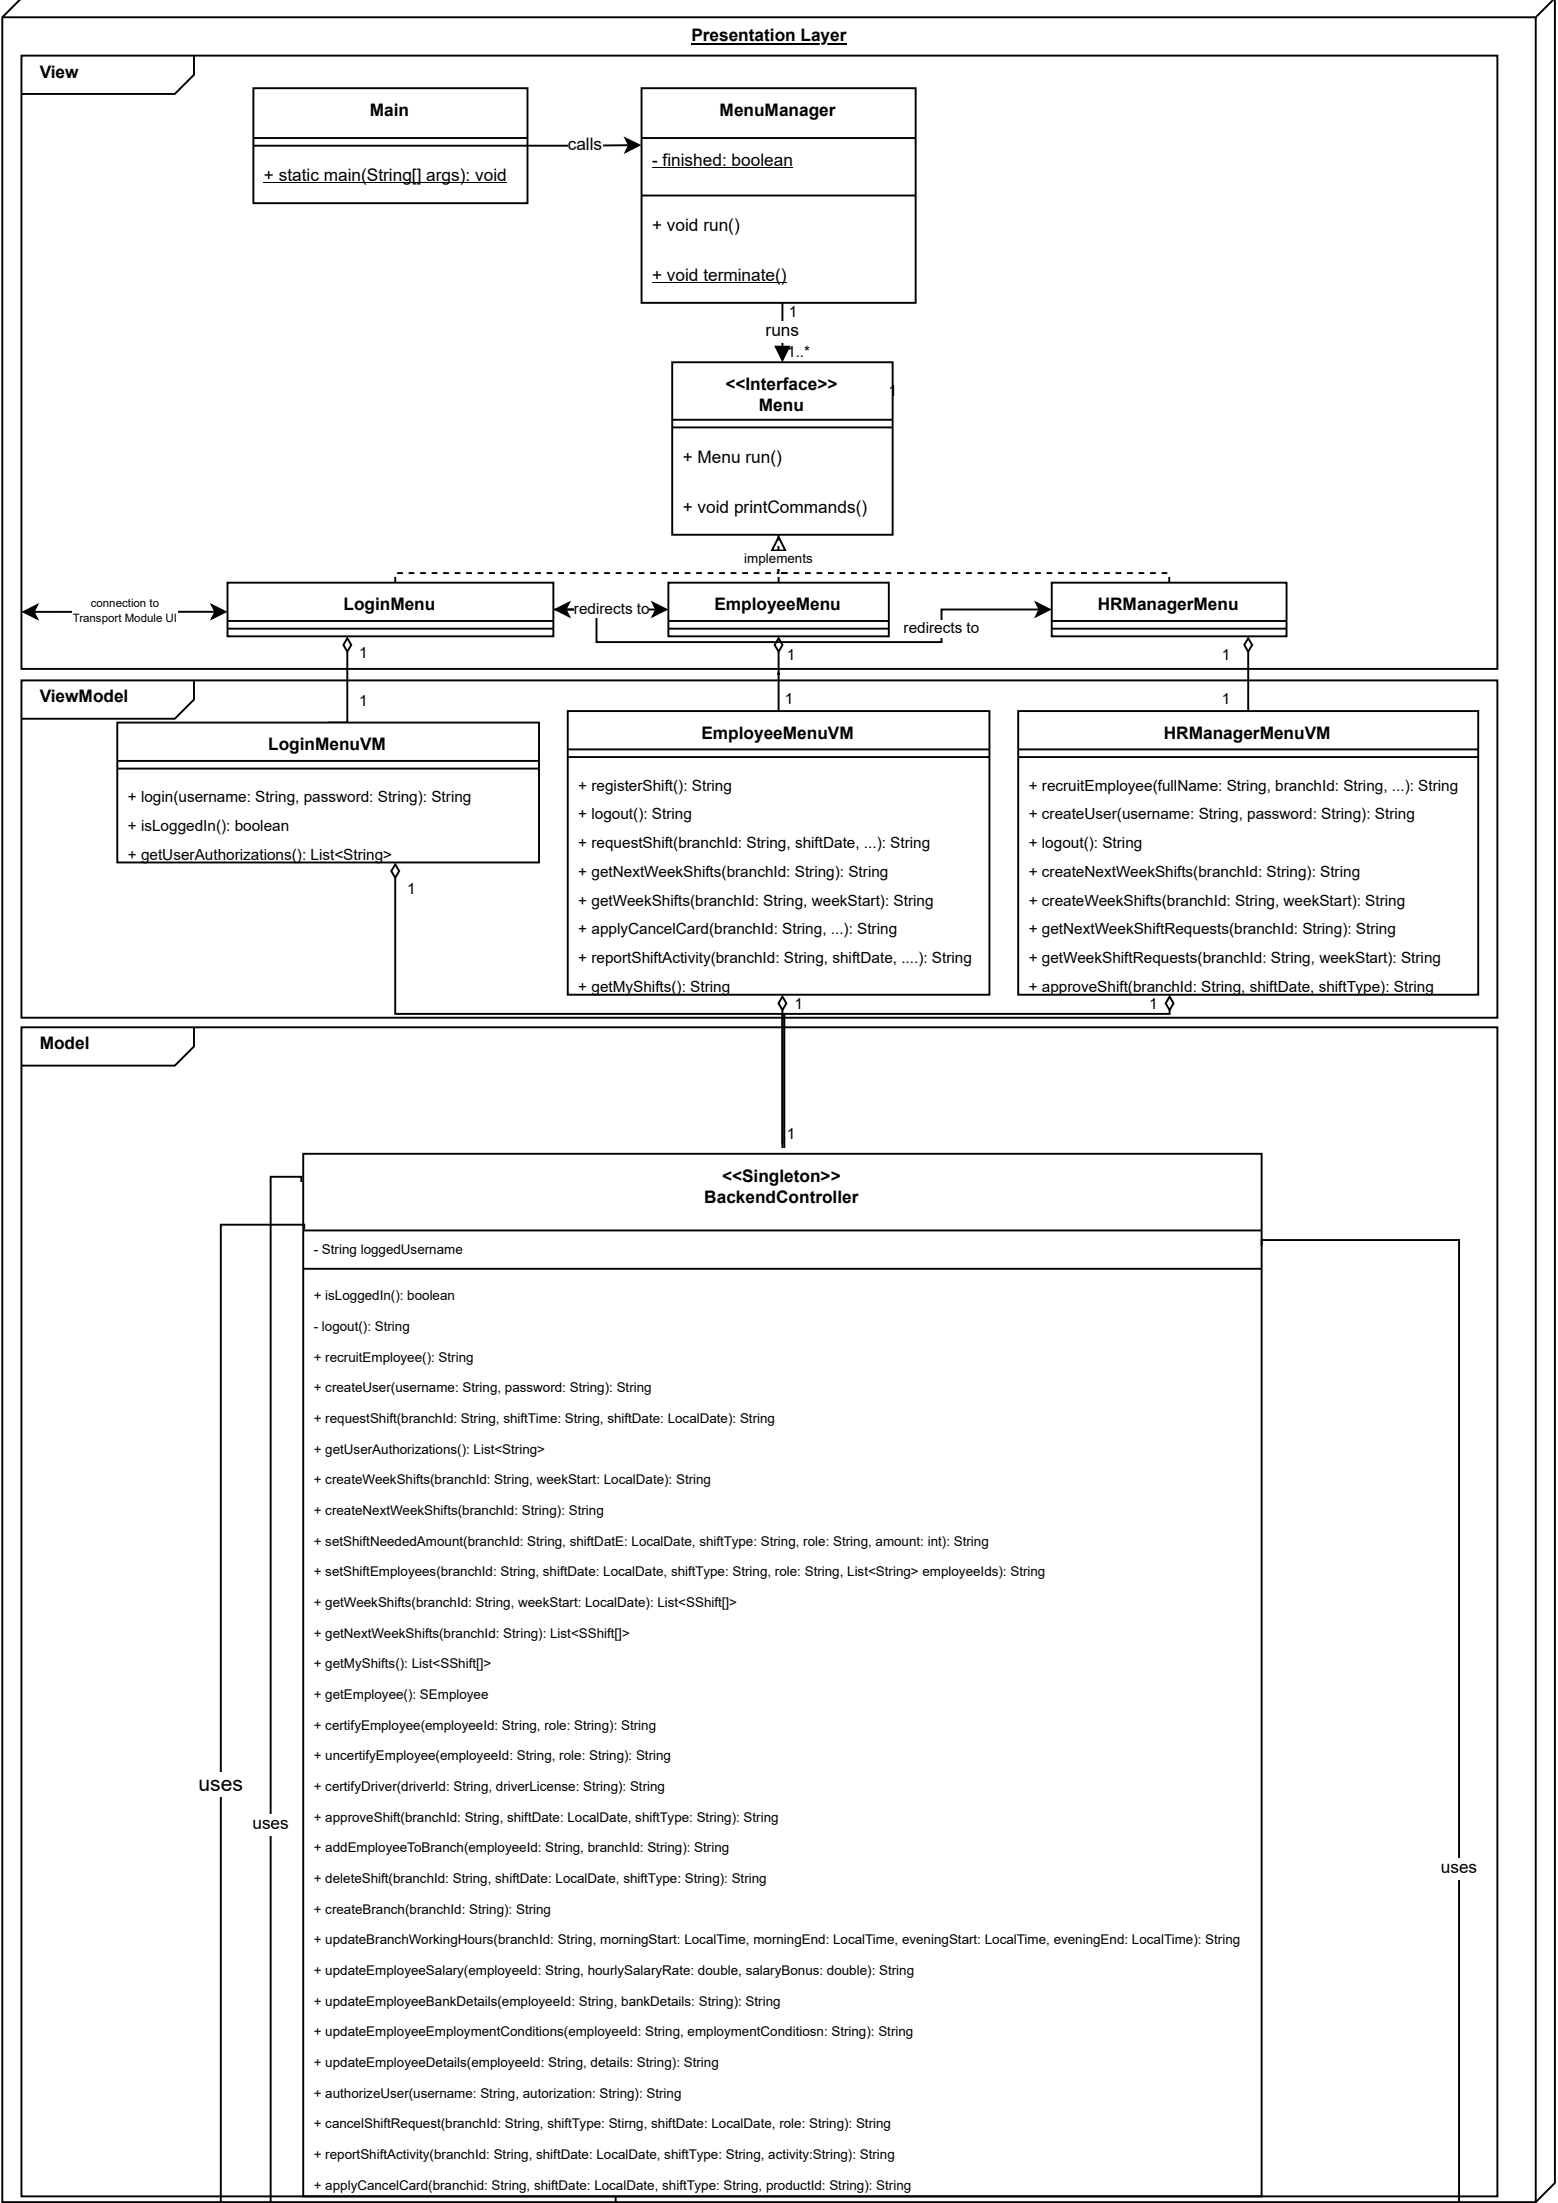 Presentation Layer
View
Main
+ static main(String[] args): void
calls
MenuManager
- finished: boolean
+ void run()
+ void terminate()
1
runs
1..*
<<Interface>>
Menu
1
+ Menu run()
+ void printCommands()
implements
connection to
Transport Module UI
LoginMenu
redirects to
EmployeeMenu
redirects to
HRManagerMenu
1
1
1
ViewModel
1
1
1
LoginMenuVM
+ login(username: String, password: String): String
+ isLoggedIn(): boolean
+ getUserAuthorizations(): List<String>
1
EmployeeMenuVM
+ registerShift(): String
+ logout(): String
+ requestShift(branchId: String, shiftDate, ...): String
+ getNextWeekShifts(branchId: String): String
+ getWeekShifts(branchId: String, weekStart): String
+ applyCancelCard(branchId: String, ...): String
+ reportShiftActivity(branchId: String, shiftDate, ....): String
+ getMyShifts(): String
1
HRManagerMenuVM
+ recruitEmployee(fullName: String, branchId: String, ...): String
+ createUser(username: String, password: String): String
+ logout(): String
+ createNextWeekShifts(branchId: String): String
+ createWeekShifts(branchId: String, weekStart): String
+ getNextWeekShiftRequests(branchId: String): String
+ getWeekShiftRequests(branchId: String, weekStart): String
+ approveShift(branchId: String, shiftDate, shiftType): String
1
Model
1
<<Singleton>>
BackendController
- String loggedUsername
+ isLoggedIn(): boolean
- logout(): String
+ recruitEmployee(): String
+ createUser(username: String, password: String): String
+ requestShift(branchId: String, shiftTime: String, shiftDate: LocalDate): String
+ getUserAuthorizations(): List<String>
+ createWeekShifts(branchId: String, weekStart: LocalDate): String
+ createNextWeekShifts(branchId: String): String
+ setShiftNeededAmount(branchId: String, shiftDatE: LocalDate, shiftType: String, role: String, amount: int): String
+ setShiftEmployees(branchId: String, shiftDate: LocalDate, shiftType: String, role: String, List<String> employeeIds): String
+ getWeekShifts(branchId: String, weekStart: LocalDate): List<SShift[]>
+ getNextWeekShifts(branchId: String): List<SShift[]>
+ getMyShifts(): List<SShift[]>
+ getEmployee(): SEmployee
+ certifyEmployee(employeeId: String, role: String): String
+ uncertifyEmployee(employeeId: String, role: String): String
+ certifyDriver(driverId: String, driverLicense: String): String
+ approveShift(branchId: String, shiftDate: LocalDate, shiftType: String): String
+ addEmployeeToBranch(employeeId: String, branchId: String): String
+ deleteShift(branchId: String, shiftDate: LocalDate, shiftType: String): String
+ createBranch(branchId: String): String
+ updateBranchWorkingHours(branchId: String, morningStart: LocalTime, morningEnd: LocalTime, eveningStart: LocalTime, eveningEnd: LocalTime): String
+ updateEmployeeSalary(employeeId: String, hourlySalaryRate: double, salaryBonus: double): String
+ updateEmployeeBankDetails(employeeId: String, bankDetails: String): String
+ updateEmployeeEmploymentConditions(employeeId: String, employmentConditiosn: String): String
+ updateEmployeeDetails(employeeId: String, details: String): String
+ authorizeUser(username: String, autorization: String): String
+ cancelShiftRequest(branchId: String, shiftType: Stirng, shiftDate: LocalDate, role: String): String
+ reportShiftActivity(branchId: String, shiftDate: LocalDate, shiftType: String, activity:String): String
+ applyCancelCard(branchid: String, shiftDate: LocalDate, shiftType: String, productId: String): String
uses
uses
uses